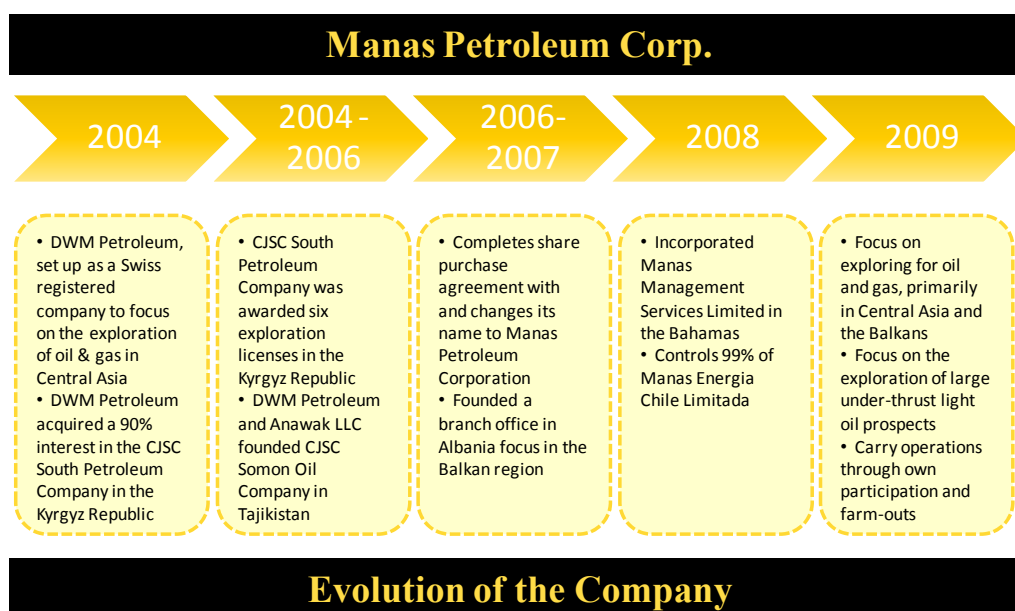 Manas Petroleum Corp.
2004
2004 -
2006
2006-
2007
2008
2009
• DWM Petroleum,
set up as a Swiss
registered
company to focus
on the exploration
of oil & gas in
Central Asia
• DWM Petroleum
acquired a 90%
interest in the CJSC
South Petroleum
Company in the
Kyrgyz Republic
• CJSC South
Petroleum
Company was
awarded six
exploration
licenses in the
Kyrgyz Republic
• DWM Petroleum
and Anawak LLC
founded CJSC
Somon Oil
Company in
Tajikistan
• Completes share
purchase
agreement with
and changes its
name to Manas
Petroleum
Corporation
• Founded a
branch office in
Albania focus in the
Balkan region
• Incorporated
Manas
Management
Services Limited in
the Bahamas
• Controls 99% of
Manas Energia
Chile Limitada
• Focus on
exploring for oil
and gas, primarily
in Central Asia and
the Balkans
• Focus on the
exploration of large
under-thrust light
oil prospects
• Carry operations
through own
participation and
farm-outs
Evolution of the Company